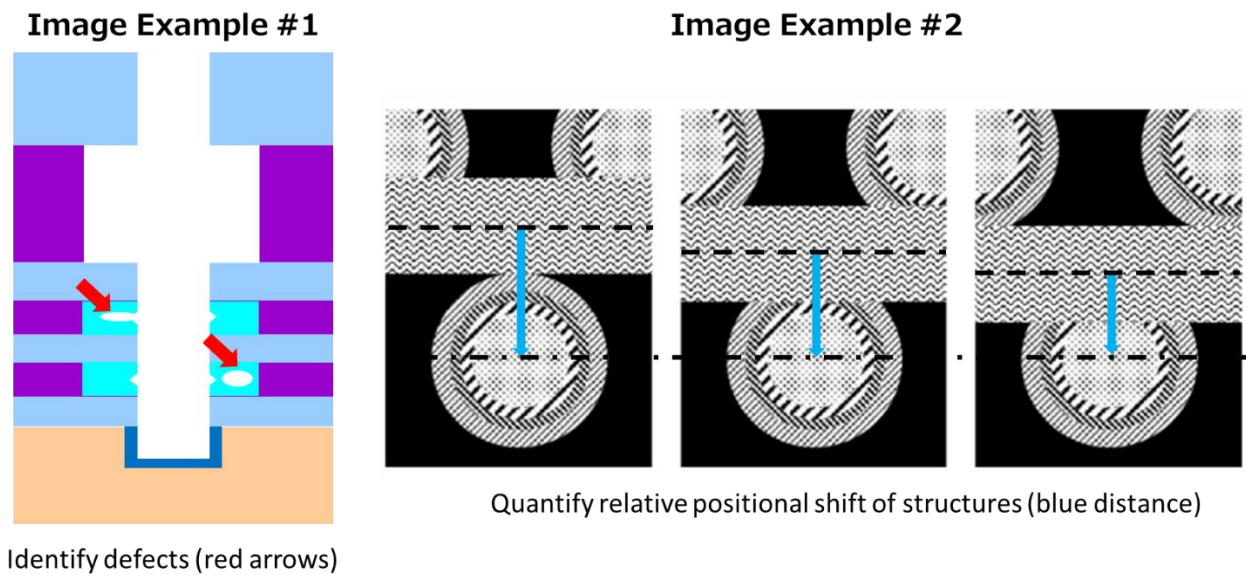 Image Example #1
Image Example #2
Quantify relative positional shift of structures (blue distance)
Identify defects (red arrows)